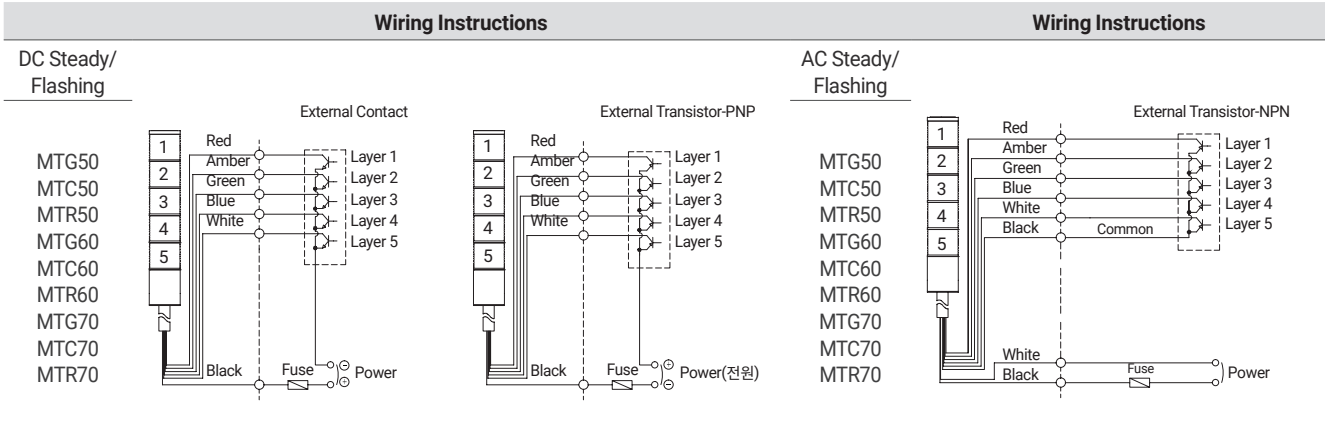 Wiring Instructions
Wiring Instructions
DC Steady/
Flashing
MTG50
MTC50
MTR50
MTG60
MTC60
MTR60
MTG70
MTC70
MTR70
External Contact
1
2
3
4
5
Red
Amber
Green
Blue
White
Layer 1
Layer 2
Layer 3
Layer 4
Layer 5
Black
Fuse
⊖
⊕
Power
External Transistor-PNP
1
2
3
4
5
Red
Amber
Green
Blue
White
Layer 1
Layer 2
Layer 3
Layer 4
Layer 5
Black
Fuse
⊕
⊖
Power(전원)
AC Steady/
Flashing
MTG50
MTC50
MTR50
MTG60
MTC60
MTR60
MTG70
MTC70
MTR70
External Transistor-NPN
1
2
3
4
5
Red
Amber
Green
Blue
White
Black
Common
Layer 1
Layer 2
Layer 3
Layer 4
Layer 5
White
Black
Fuse
Power